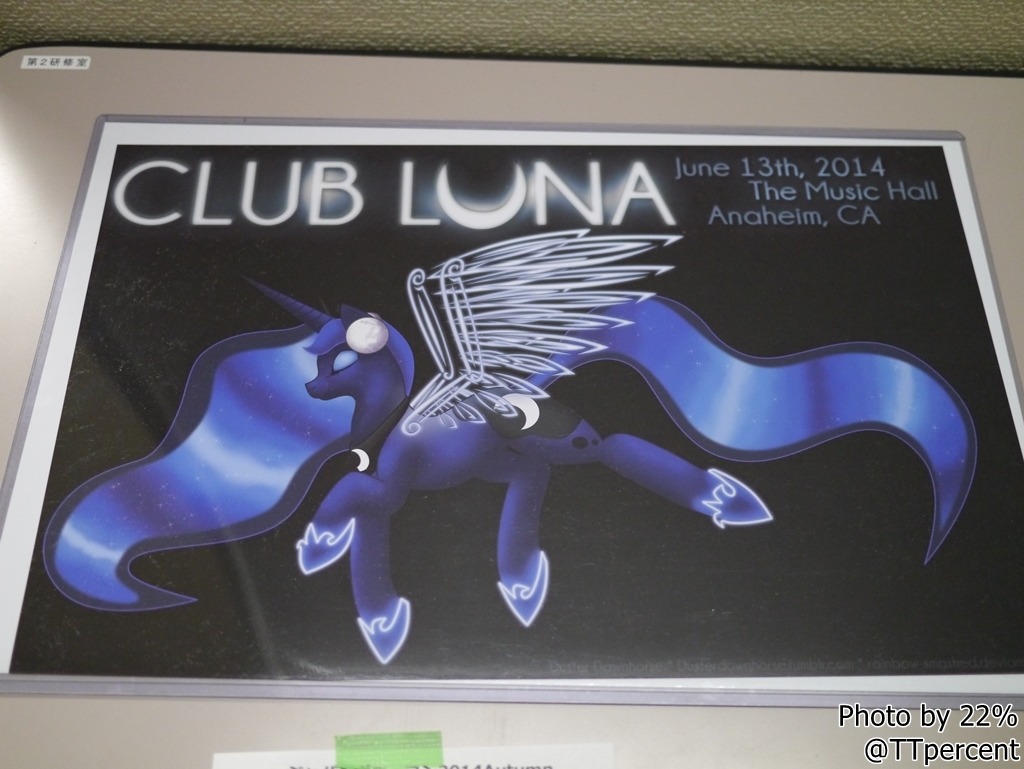 第2研修室
CLUB LUNA
June 13th, 2014
The Music Hall
Anaheim, CA
2014Autumn
Photo by 22%
@TTpercent